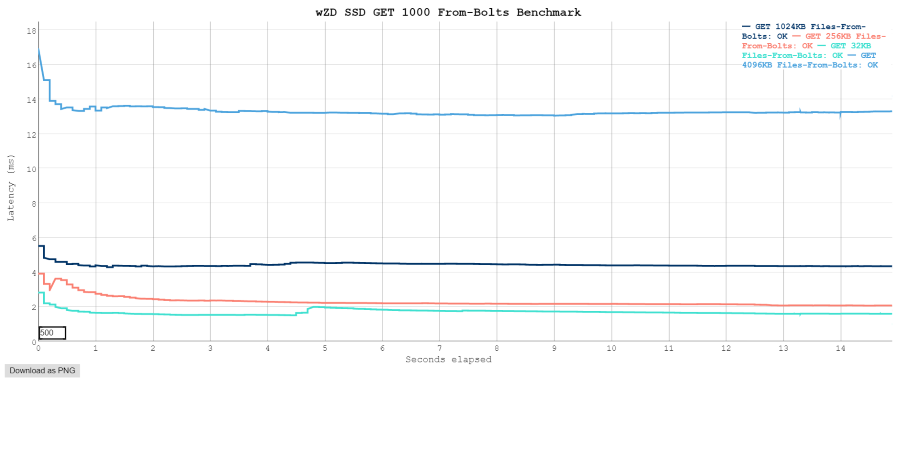 wZD SSD GET 1000 From-Bolts Benchmark
GET 1024KB Files-From-
Bolts: OK — GET 256KB Files-
From-Bolts: OK — GET 32KB
Files-From-Bolts: OK — GET
4096KB Files-From-Bolts: OK
18
16
14
12
10
8
6
4
2
0
Latency (ms)
500
0 1 2 3 4 5 6 7 8 9 10 11 12 13 14
Seconds elapsed
Download as PNG